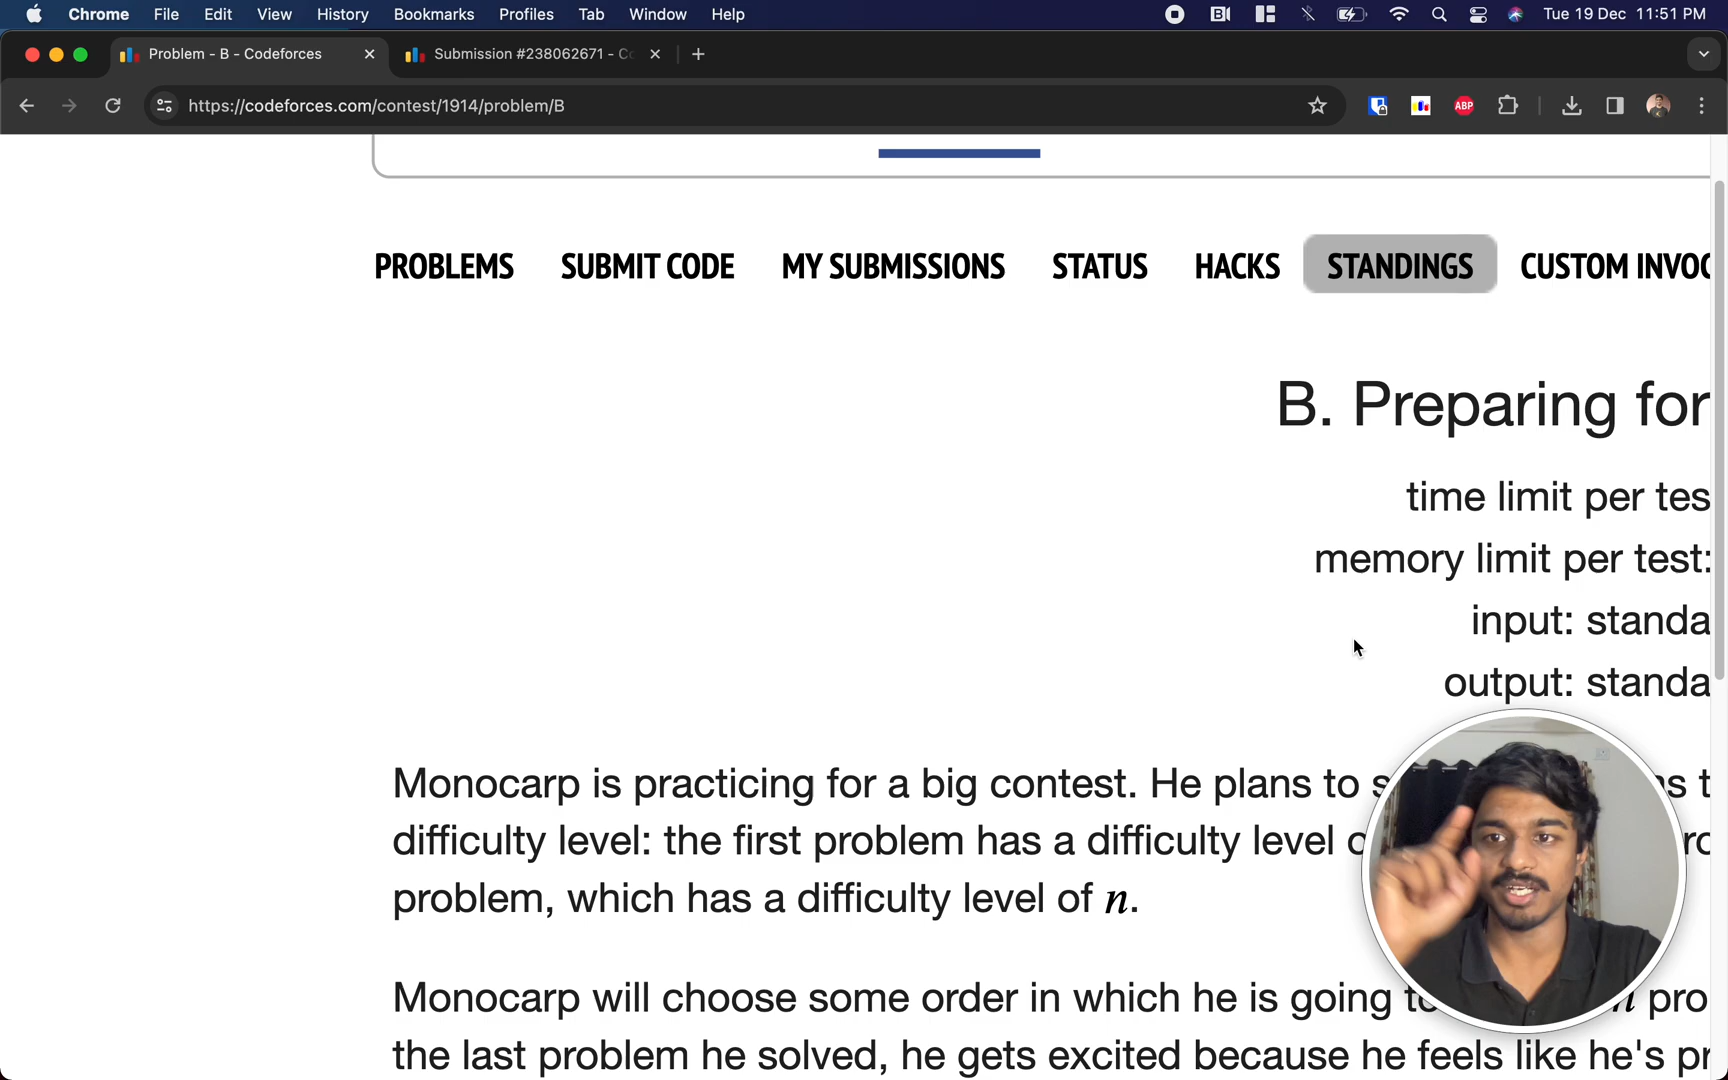 Chrome File Edit View History Bookmarks Profiles Tab Window Help Tue 19 Dec 11:51 PM
Problem - B - Codeforces Submission #238062671 - Co
https://codeforces.com/contest/1914/problem/B ABP
PROBLEMS SUBMIT CODE MY SUBMISSIONS STATUS HACKS STANDINGS CUSTOM INVOC
B. Preparing for
time limit per tes
memory limit per test:
input: standa
output: standa
Monocarp is practicing for a big contest. He plans to s
difficulty level: the first problem has a difficulty level
problem, which has a difficulty level of n.
Monocarp will choose some order in which he is going to n pro
the last problem he solved, he gets excited because he feels like he's pr